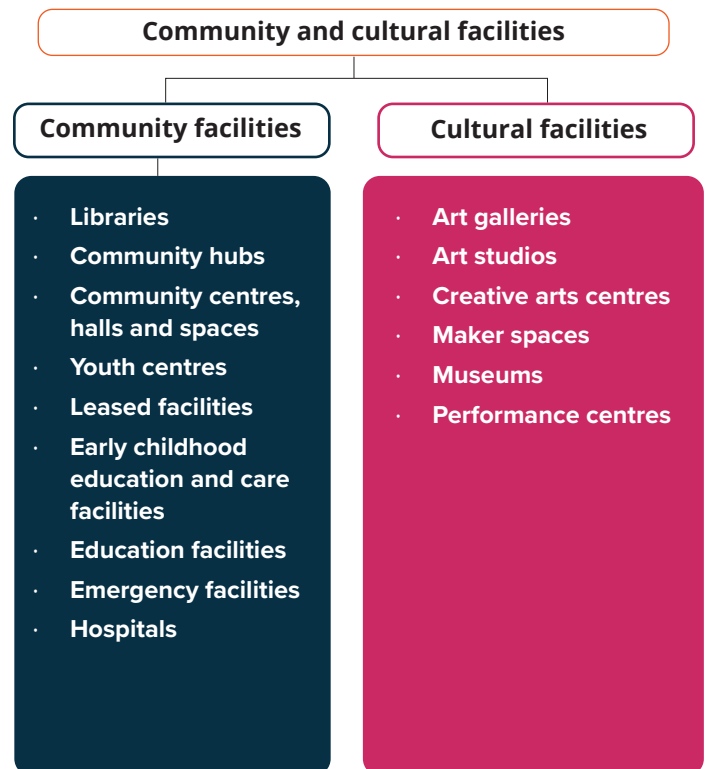 Community and cultural facilities
Community facilities
· Libraries
· Community hubs
· Community centres,
halls and spaces
· Youth centres
· Leased facilities
· Early childhood
education and care
facilities
· Education facilities
· Emergency facilities
· Hospitals
Cultural facilities
· Art galleries
· Art studios
· Creative arts centres
· Maker spaces
· Museums
· Performance centres